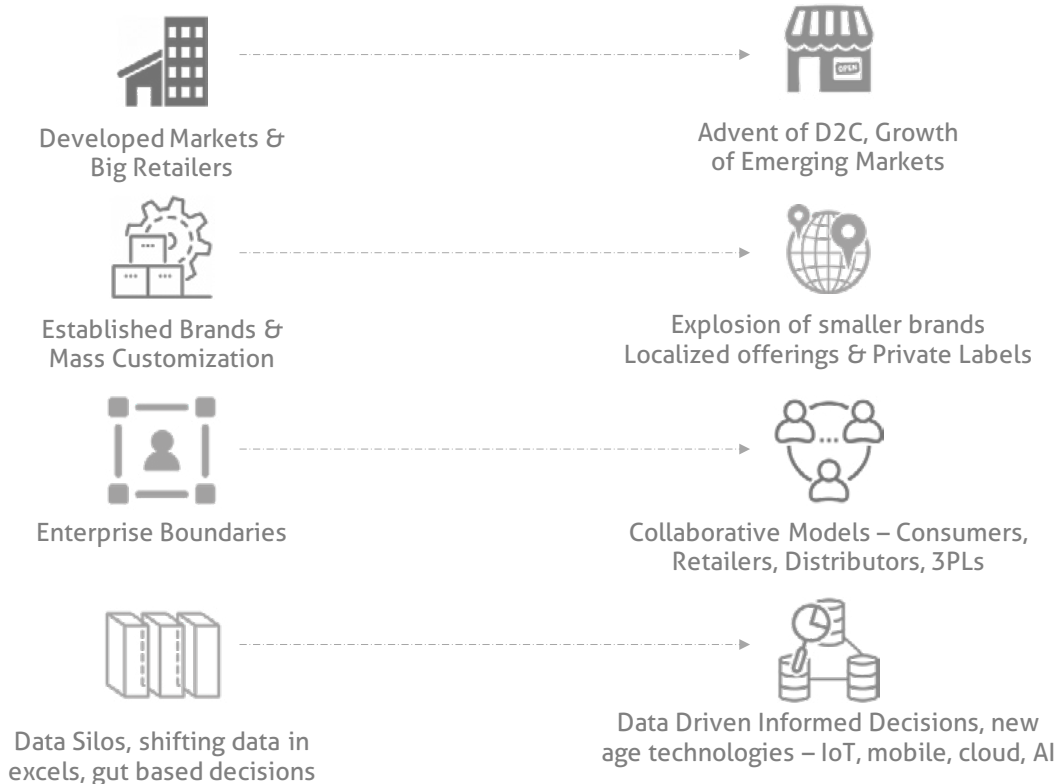 OPEN
Developed Markets &
Big Retailers
Advent of D2C, Growth
of Emerging Markets
Established Brands &
Mass Customization
Explosion of smaller brands
Localized offerings & Private Labels
Enterprise Boundaries
Collaborative Models – Consumers,
Retailers, Distributors, 3PLs
Data Silos, shifting data in
excels, gut based decisions
Data Driven Informed Decisions, new
age technologies – IoT, mobile, cloud, AI